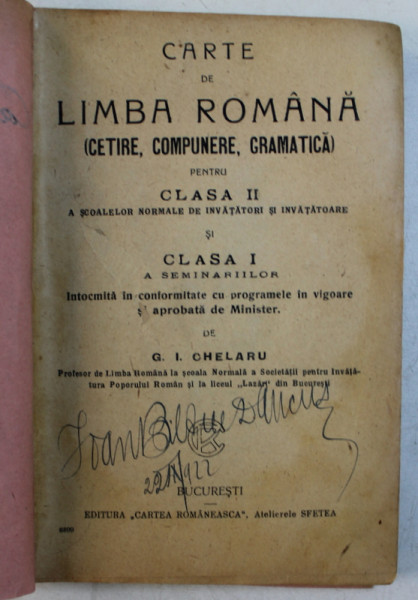 CARTE
DE
LIMBA ROMÂNĂ
(CETIRE, COMPUNERE, GRAMATICĂ)
PENTRU
CLASA II
A ŞCOALELOR NORMALE DE INVĂŢĂTORI ŞI INVĂŢĂTOARE
ŞI
CLASA I
A SEMINARIILOR
Intocmită în conformitate cu programele în vigoare
ş aprobată de Minister.
DE
G. I. CHELARU
Profesor de Limba Română la şcoala Normală a Societăţii pentru Invăţă-
tura Poporului Român şi la liceul „Lazăr" din Bucureşti
Ioan
BUCUREŞTI
EDITURA „CARTEA ROMÂNEASCA", Atelierele SFETEA